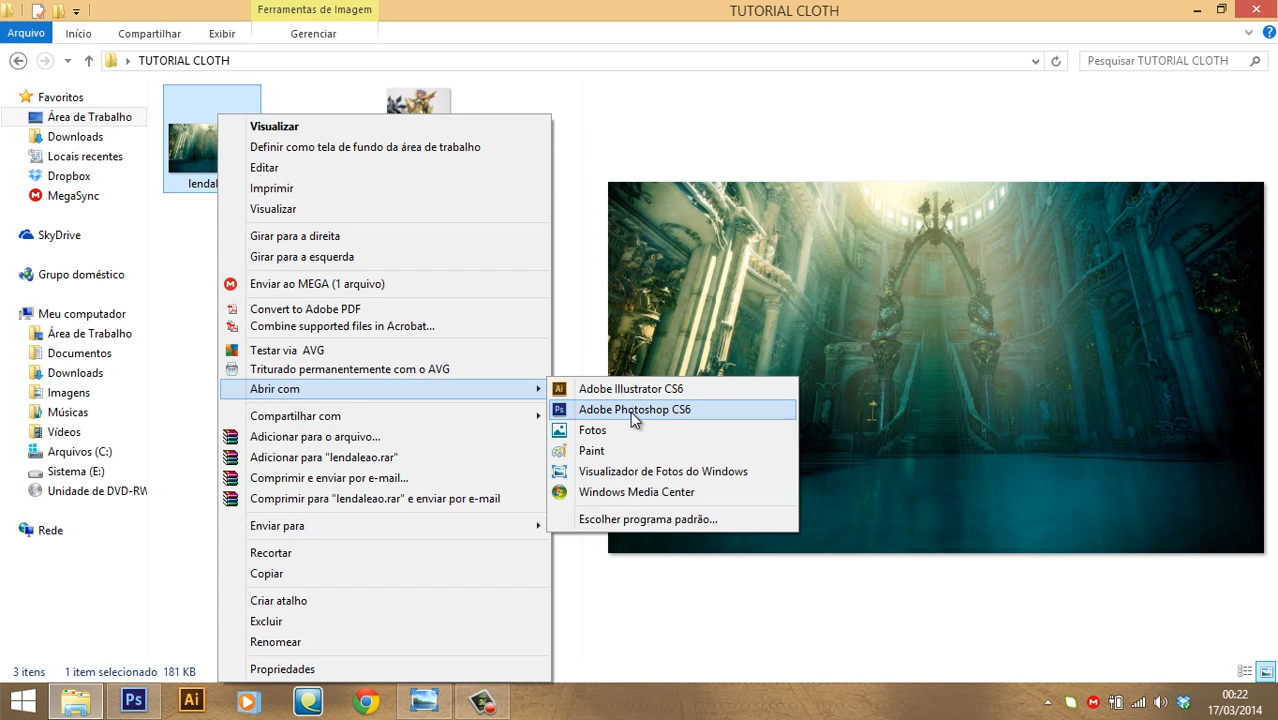 Ferramentas de Imagem
TUTORIAL CLOTH
Arquivo
Início
Compartilhar
Exibir
Gerenciar
TUTORIAL CLOTH
Pesquisar TUTORIAL CLOTH
Favoritos
Área de Trabalho
Downloads
Locais recentes
Dropbox
MegaSync
SkyDrive
Grupo doméstico
Meu computador
Área de Trabalho
Documentos
Downloads
Imagens
Músicas
Vídeos
Arquivos (C:)
Sistema (E:)
Unidade de DVD-RW
Rede
lendal
Visualizar
Definir como tela de fundo da área de trabalho
Editar
Imprimir
Visualizar
Girar para a direita
Girar para a esquerda
Enviar ao MEGA (1 arquivo)
Convert to Adobe PDF
Combine supported files in Acrobat...
Testar via AVG
Triturado permanentemente com o AVG
Abrir com
Compartilhar com
Adicionar para o arquivo...
Adicionar para "lendaleao.rar"
Comprimir e enviar por e-mail...
Comprimir para "lendaleao.rar" e enviar por e-mail
Enviar para
Recortar
Copiar
Criar atalho
Excluir
Renomear
Propriedades
Ai Adobe Illustrator CS6
Ps Adobe Photoshop CS6
Fotos
Paint
Visualizador de Fotos do Windows
Windows Media Center
Escolher programa padrão...
3 itens
1 item selecionado 181 KB
Ps
Ai
00:22
17/03/2014